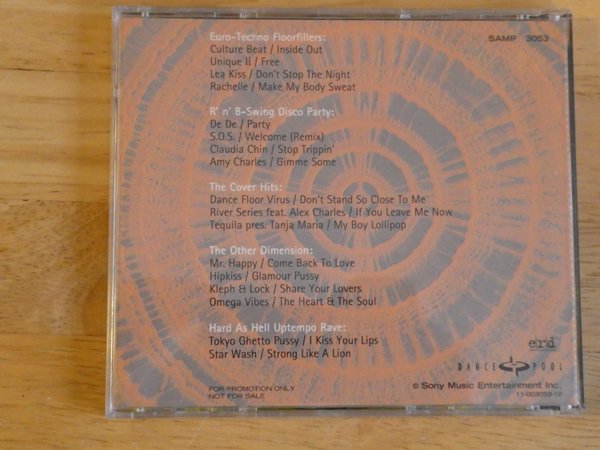 SAMP 3053
Euro-Techno Floorfillers:
Culture Beat / Inside Out
Unique II / Free
Lea Kiss / Don't Stop The Night
Rachelle / Make My Body Sweat
R' n' B-Swing Disco Party:
De De / Party
S.O.S. / Welcome (Remix)
Claudia Chin / Stop Trippin'
Amy Charles / Gimme Some
The Cover Hits:
Dance Floor Virus / Don't Stand So Close To Me
River Series feat. Alex Charles / If You Leave Me Now
Tequila pres. Tanja Maria / My Boy Lollipop
The Other Dimension:
Mr. Happy / Come Back To Love
Hipkiss / Glamour Pussy
Kleph & Lock / Share Your Lovers
Omega Vibes / The Heart & The Soul
Hard As Hell Uptempo Rave:
Tokyo Ghetto Pussy / I Kiss Your Lips
Star Wash / Strong Like A Lion
DANCE POOL
FOR PROMOTION ONLY
NOT FOR SALE
© Sony Music Entertainment Inc.
11-003053-10